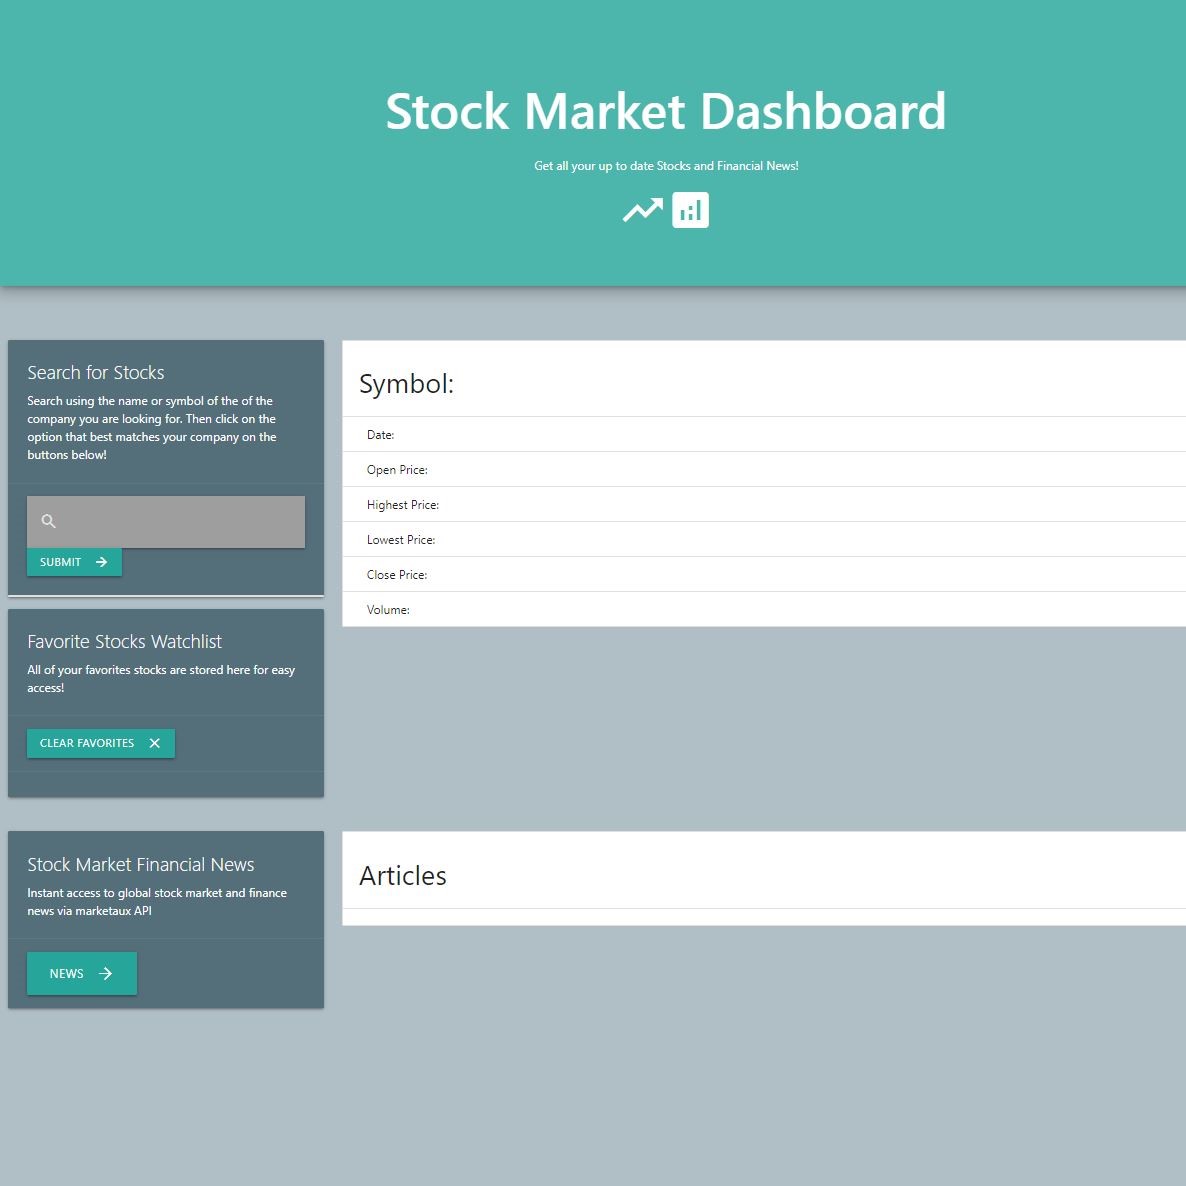 Stock Market Dashboard
Get all your up to date Stocks and Financial News!
Search for Stocks
Search using the name or symbol of the of the
company you are looking for. Then click on the
option that best matches your company on the
buttons below!
SUBMIT
Favorite Stocks Watchlist
All of your favorites stocks are stored here for easy
access!
CLEAR FAVORITES
Symbol:
Date:
Open Price:
Highest Price:
Lowest Price:
Close Price:
Volume:
Stock Market Financial News
Instant access to global stock market and finance
news via marketaux API
NEWS
Articles